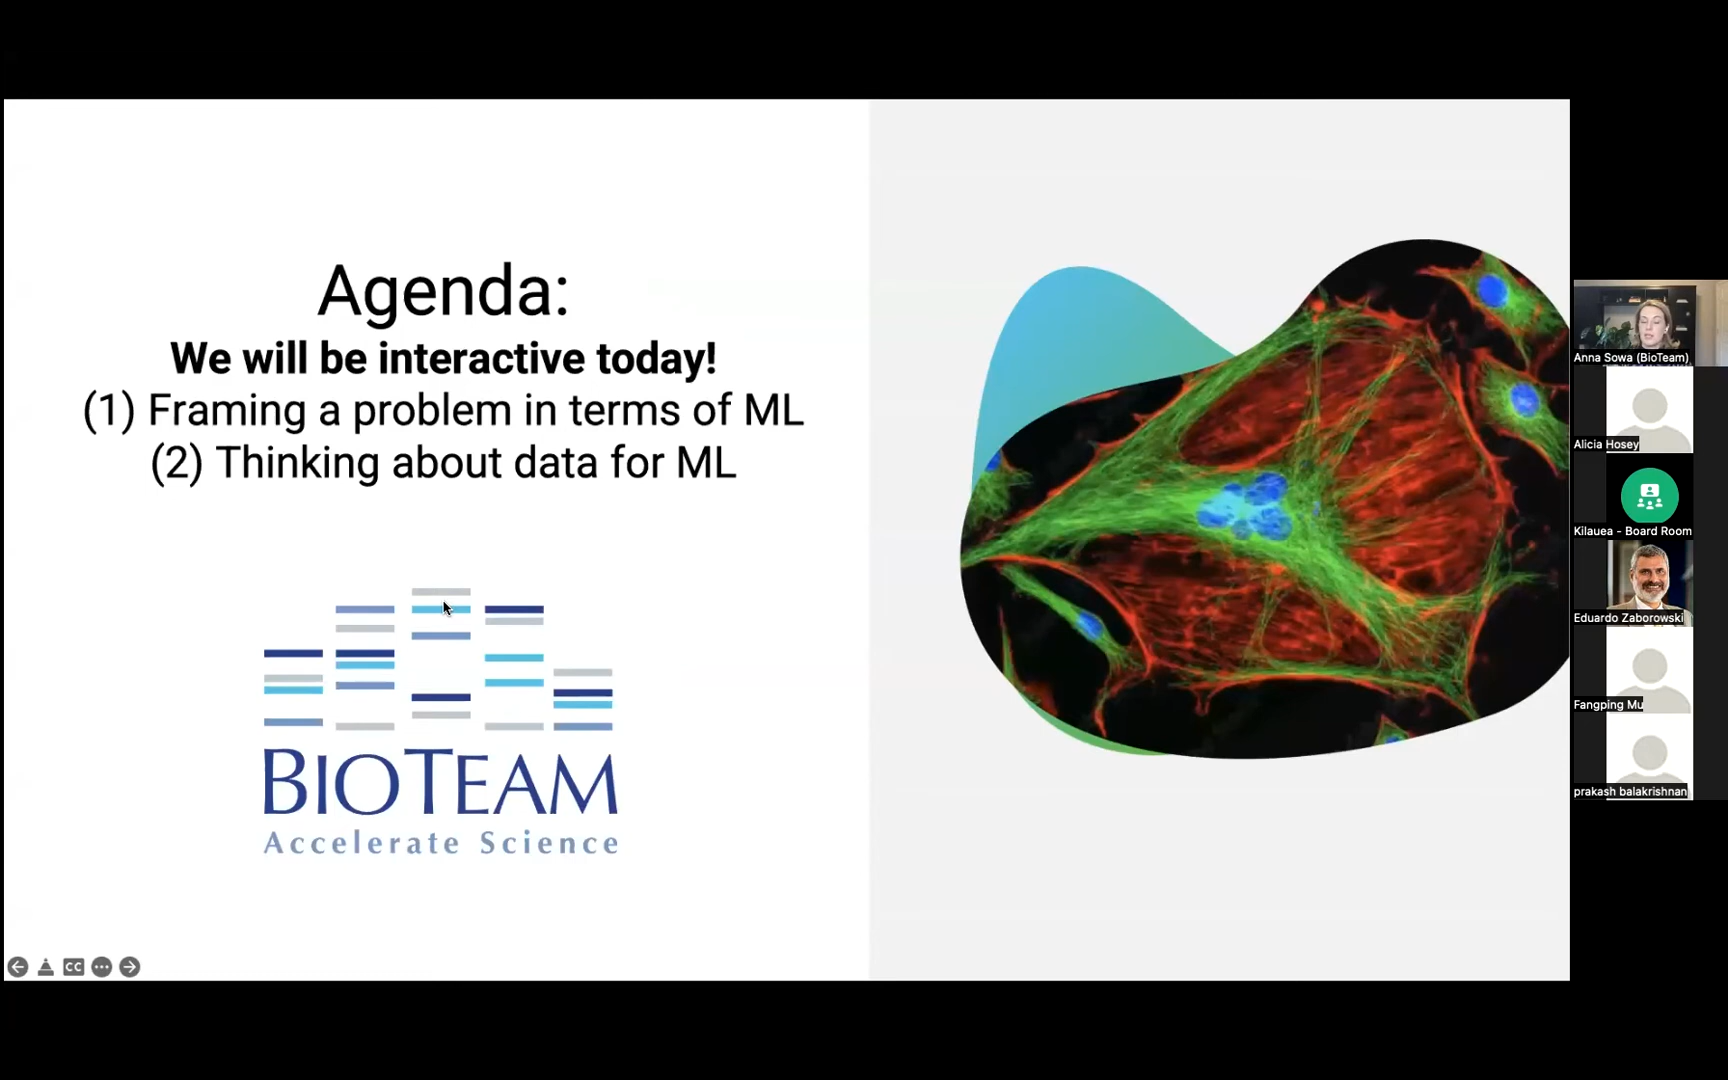 Agenda:
We will be interactive today!
(1) Framing a problem in terms of ML
(2) Thinking about data for ML
BIOTEAM
Accelerate Science
CC
Anna Sowa (BioTeam)
Alicia Hosey
Kilauea - Board Room
Eduardo Zaborowski
Fangping Mu
prakash balakrishnan